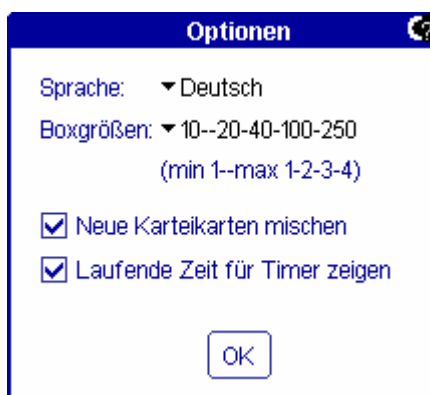 Optionen
Sprache: Deutsch
Boxgrößen: 10--20-40-100-250
(min 1--max 1-2-3-4)
Neue Karteikarten mischen
Laufende Zeit für Timer zeigen
OK